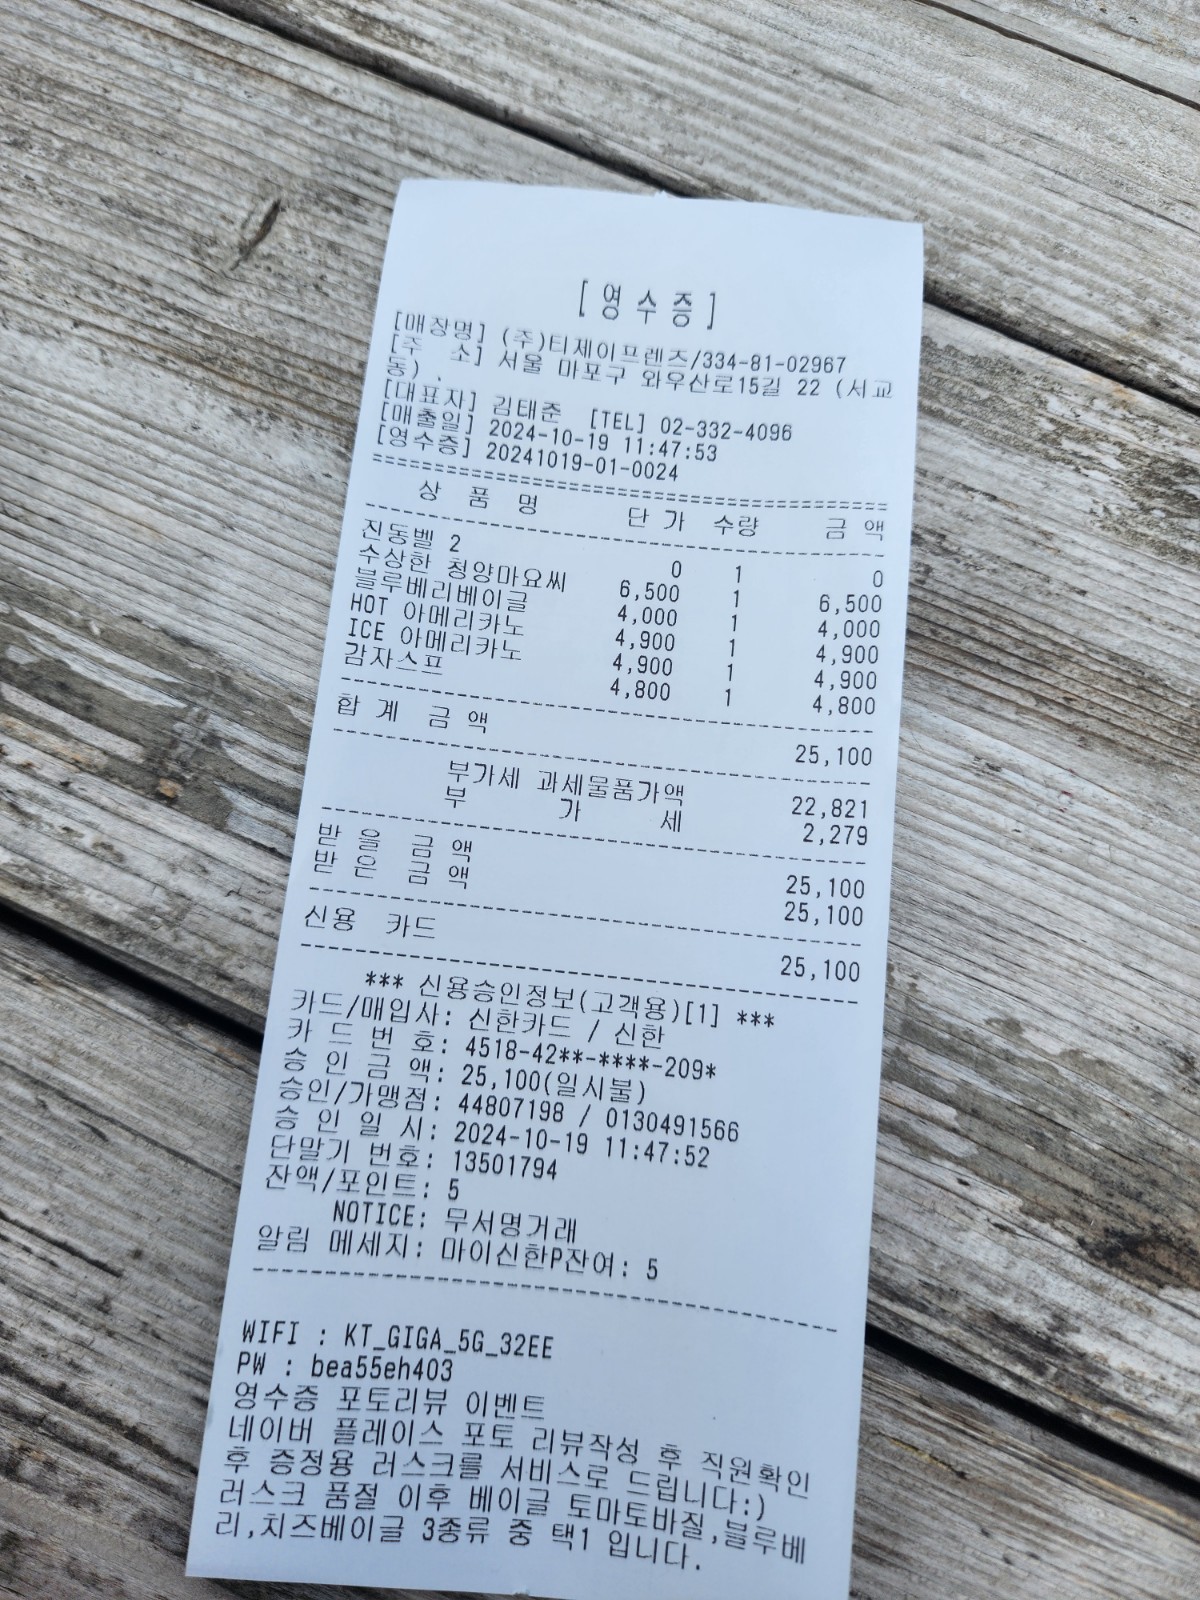 [영수증]
[매장명] (주)티제이프렌즈/334-81-02967
[주  소] 서울 마포구 와우산로15길 22 (서교
동) .
[대표자] 김태준  [TEL] 02-332-4096
[매출일] 2024-10-19 11:47:53
[영수증] 20241019-01-0024
상 품 명 단 가 수량 금 액
진동벨 2 0 1 0
수상한 청양마요씨 6,500 1 6,500
블루베리베이글 4,000 1 4,000
HOT 아메리카노 4,900 1 4,900
ICE 아메리카노 4,900 1 4,900
감자스프 4,800 1 4,800
합 계 금 액 25,100
부가세 과세물품가액 22,821
부 가 세 2,279
받 을 금 액 25,100
받 은 금 액 25,100
신용 카드 25,100
*** 신용승인정보(고객용)[1] ***
카드/매입사: 신한카드 / 신한
카 드 번 호: 4518-42**-****-209*
승 인 금 액: 25,100(일시불)
승인/가맹점: 44807198 / 0130491566
승 인 일 시: 2024-10-19 11:47:52
단말기 번호: 13501794
잔액/포인트: 5
NOTICE: 무서명거래
알림 메세지: 마이신한P잔여: 5
WIFI : KT_GIGA_5G_32EE
PW : bea55eh403
영수증 포토리뷰 이벤트
네이버 플레이스 포토 리뷰작성 후 직원확인
후 증정용 러스크를 서비스로 드립니다:)
러스크 품절 이후 베이글 토마토바질,블루베
리,치즈베이글 3종류 중 택1 입니다.